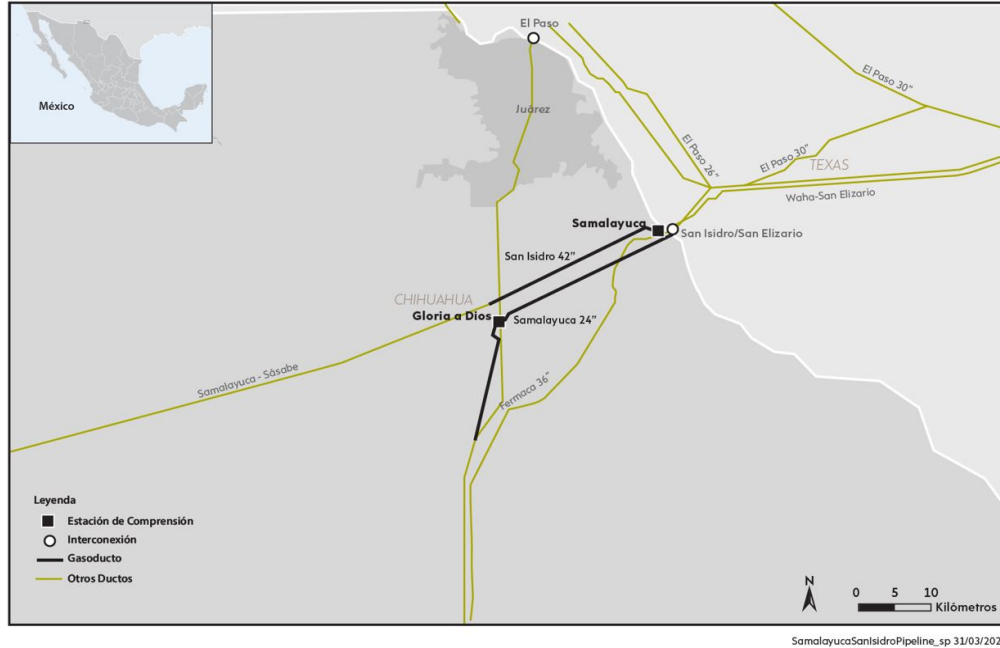 México
El Paso
Juárez
El Paso 30"
El Paso 26"
El Paso 30"
TEXAS
Waha-San Elizario
Samalayuca
San Isidro/San Elizario
San Isidro 42"
CHIHUAHUA
Gloria a Dios
Samalayuca 24"
Samalayuca - Sásabe
Fermaca 36"
Leyenda
Estación de Comprensión
Interconexión
Gasoducto
Otros Ductos
N
0 5 10
Kilómetros
SamalayucaSanIsidroPipeline_sp 31/03/202